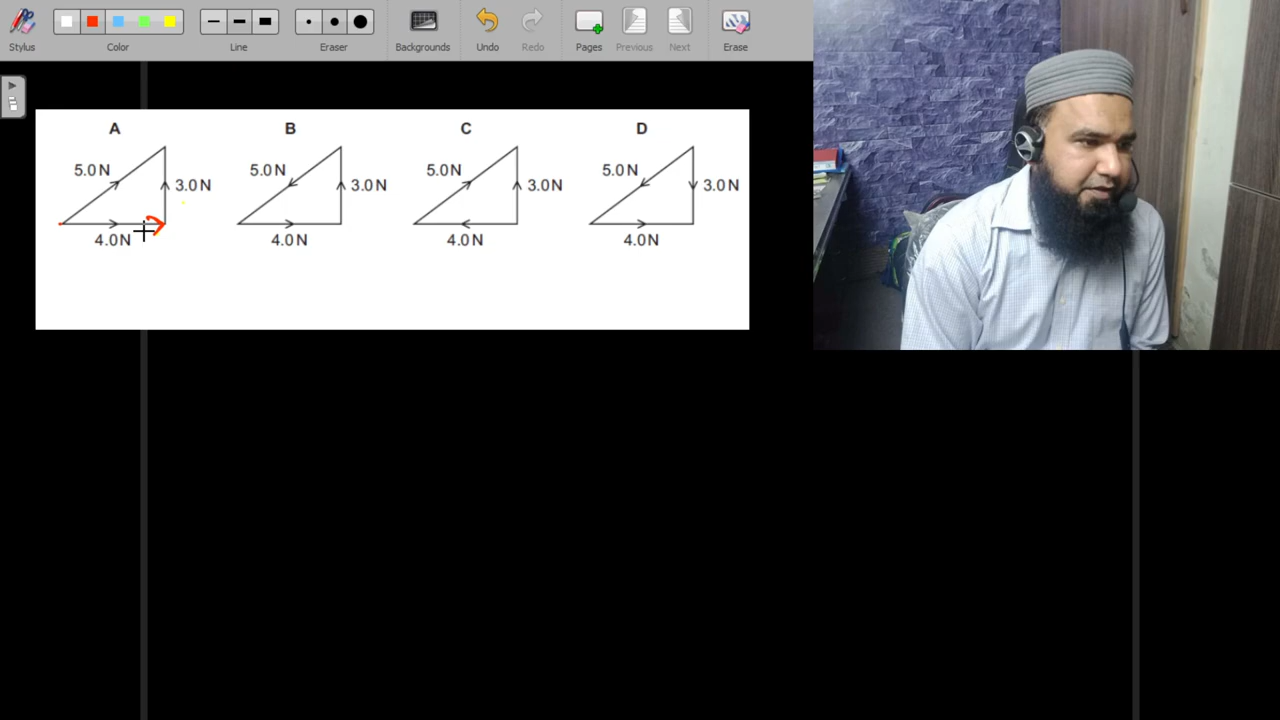 Stylus Color Line Eraser Backgrounds Undo Redo Pages Previous Next Erase
A B C D
5.0N 3.0N 4.0N
5.0N 3.0N 4.0N
5.0N 3.0N 4.0N
5.0N 3.0N 4.0N